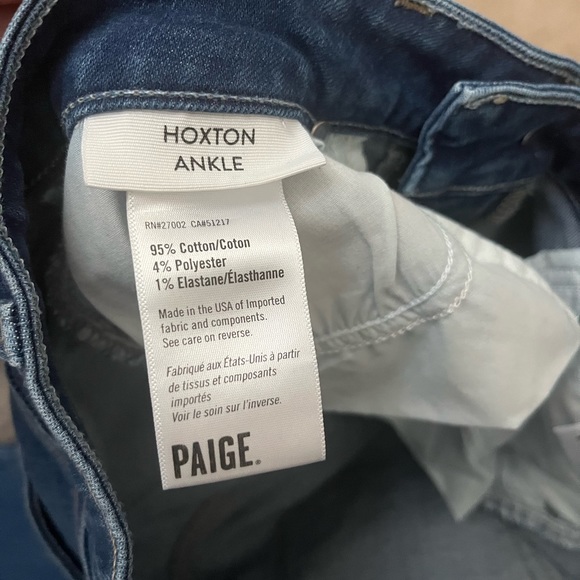 HOXTON
ANKLE
RN#27002 CA#51217
95% Cotton/Coton
4% Polyester
1% Elastane/Élasthanne
Made in the USA of Imported
fabric and components.
See care on reverse.
Fabriqué aux États-Unis à partir
de tissus et composants
importés
Voir le soin sur l'inverse.
PAIGE.